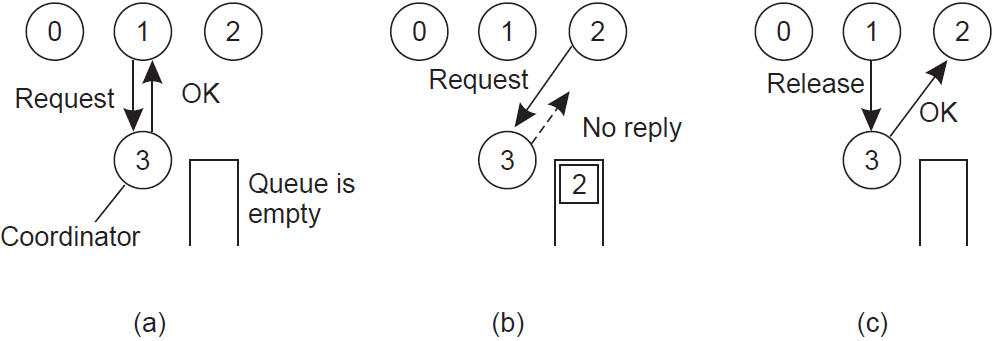 0 1 2
Request
OK
3
Coordinator
Queue is
empty
(a)
0 1 2
Request
No reply
3
2
(b)
0 1 2
Release
OK
3
(c)